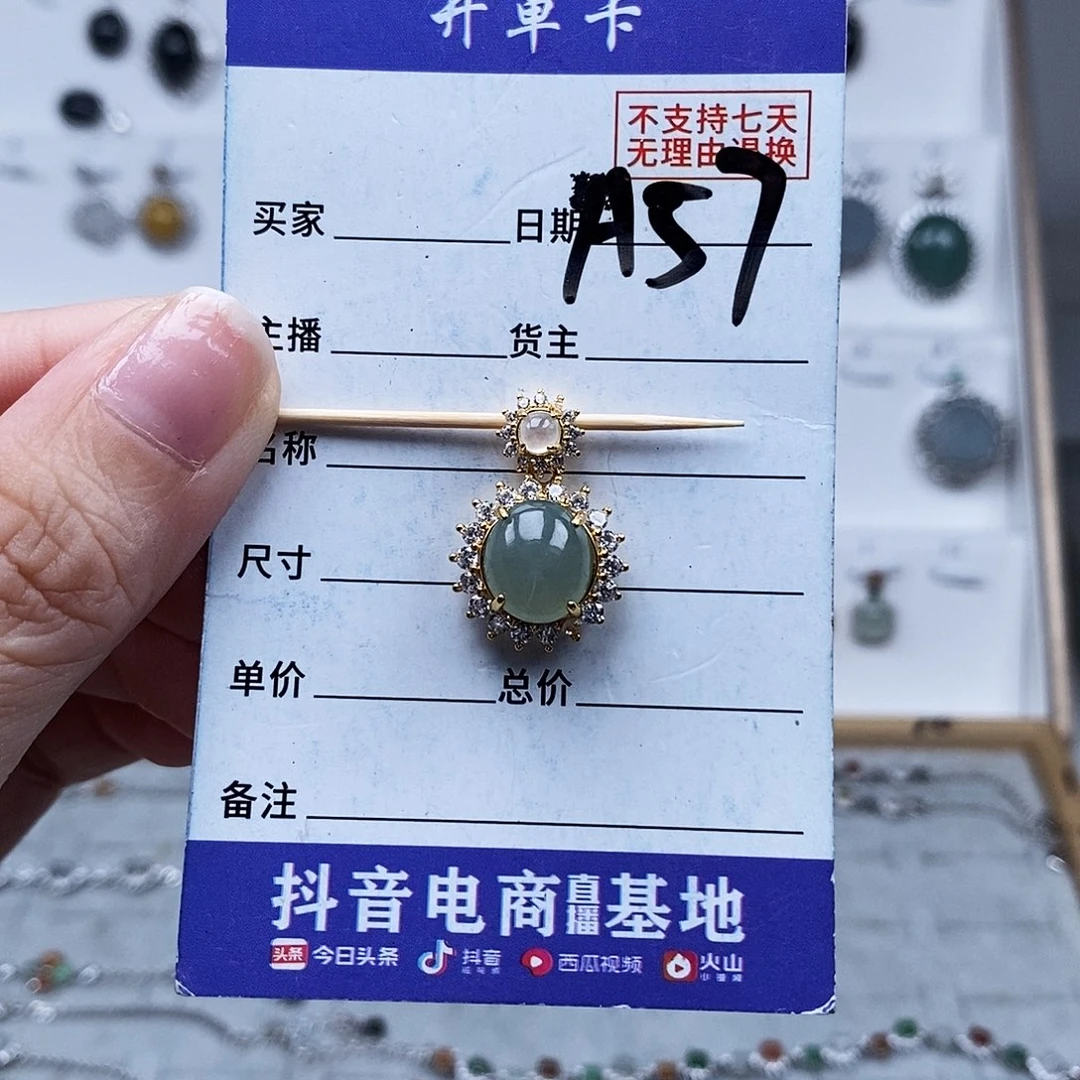 开单卡
不支持七天
无理由退换
A57
买家 日期
主播 货主
名称
尺寸
单价 总价
备注
抖音电商直播基地
头条 今日头条 抖音 西瓜视频 火山